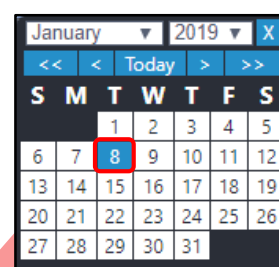 January ▼ 2019 ▼ X
<< < Today > >>
S M T W T F S
1 2 3 4 5
6 7 8 9 10 11 12
13 14 15 16 17 18 19
20 21 22 23 24 25 26
27 28 29 30 31